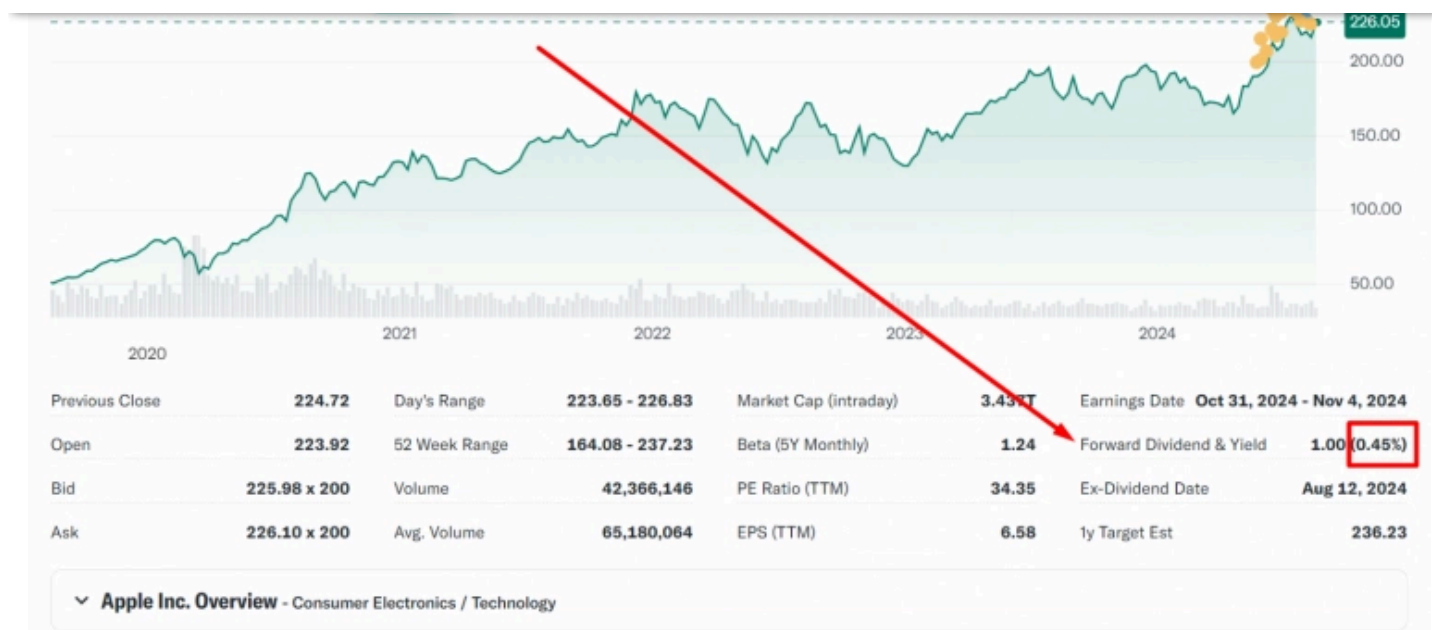 226.05
200.00
150.00
100.00
50.00
2021 2022 2023 2024
2020
Previous Close 224.72 Day's Range 223.65 - 226.83 Market Cap (intraday) 3.437T Earnings Date Oct 31, 2024 - Nov 4, 2024
Open 223.92 52 Week Range 164.08 - 237.23 Beta (5Y Monthly) 1.24 Forward Dividend & Yield 1.00 (0.45%)
Bid 225.98 x 200 Volume 42,366,146 PE Ratio (TTM) 34.35 Ex-Dividend Date Aug 12, 2024
Ask 226.10 x 200 Avg. Volume 65,180,064 EPS (TTM) 6.58 1y Target Est 236.23
Apple Inc. Overview - Consumer Electronics / Technology